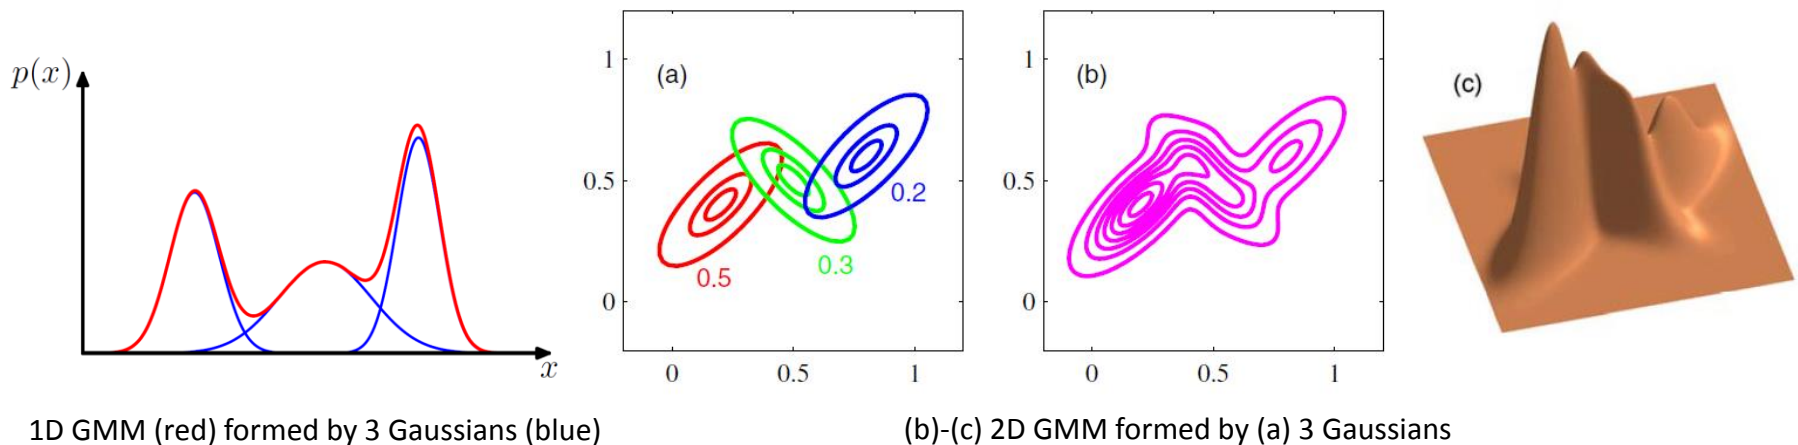 p(x)
x
(a)
1
0.5
0
0.5
0.3
0.2
0
0.5
1
(b)
1
0.5
0
0
0.5
1
(c)
1D GMM (red) formed by 3 Gaussians (blue)
(b)-(c) 2D GMM formed by (a) 3 Gaussians